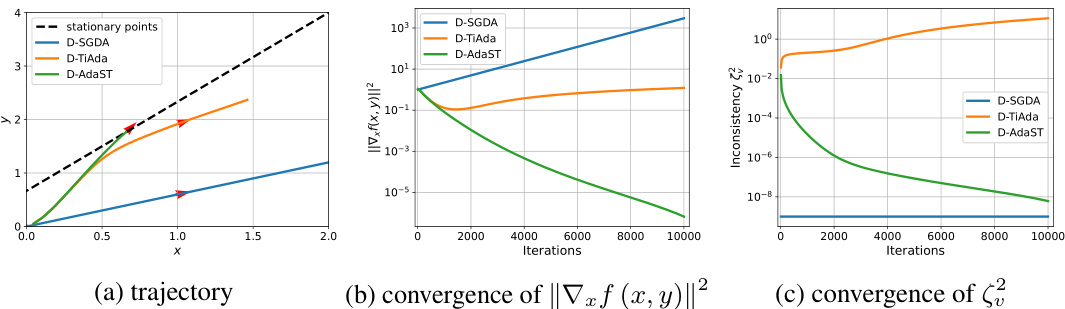 4
3
2
1
0
y
0.0
0.5
1.0
1.5
2.0
x
stationary points
D-SGDA
D-TiAda
D-AdaST
(a) trajectory
10³
10¹
10⁻¹
10⁻³
10⁻⁵
||∇ₓf(x, y)||²
0
2000
4000
6000
8000
10000
Iterations
D-SGDA
D-TiAda
D-AdaST
(b) convergence of ‖∇ₓf (x, y)‖²
10⁰
10⁻²
10⁻⁴
10⁻⁶
10⁻⁸
Inconsistency ζᵥ²
0
2000
4000
6000
8000
10000
Iterations
D-SGDA
D-TiAda
D-AdaST
(c) convergence of ζᵥ²